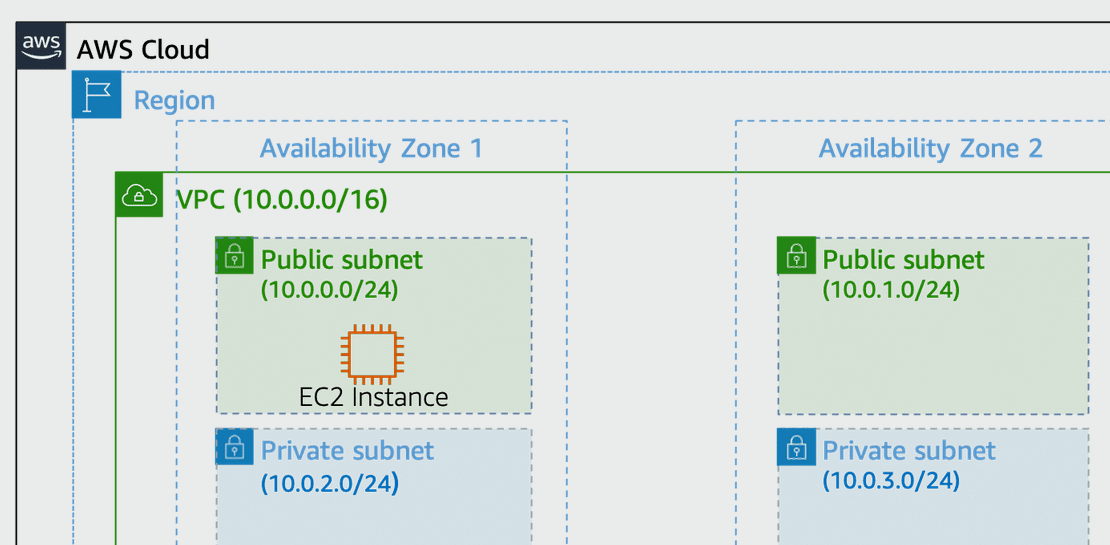 aws
AWS Cloud
Region
Availability Zone 1
Availability Zone 2
VPC (10.0.0.0/16)
Public subnet
(10.0.0.0/24)
EC2 Instance
Public subnet
(10.0.1.0/24)
Private subnet
(10.0.2.0/24)
Private subnet
(10.0.3.0/24)